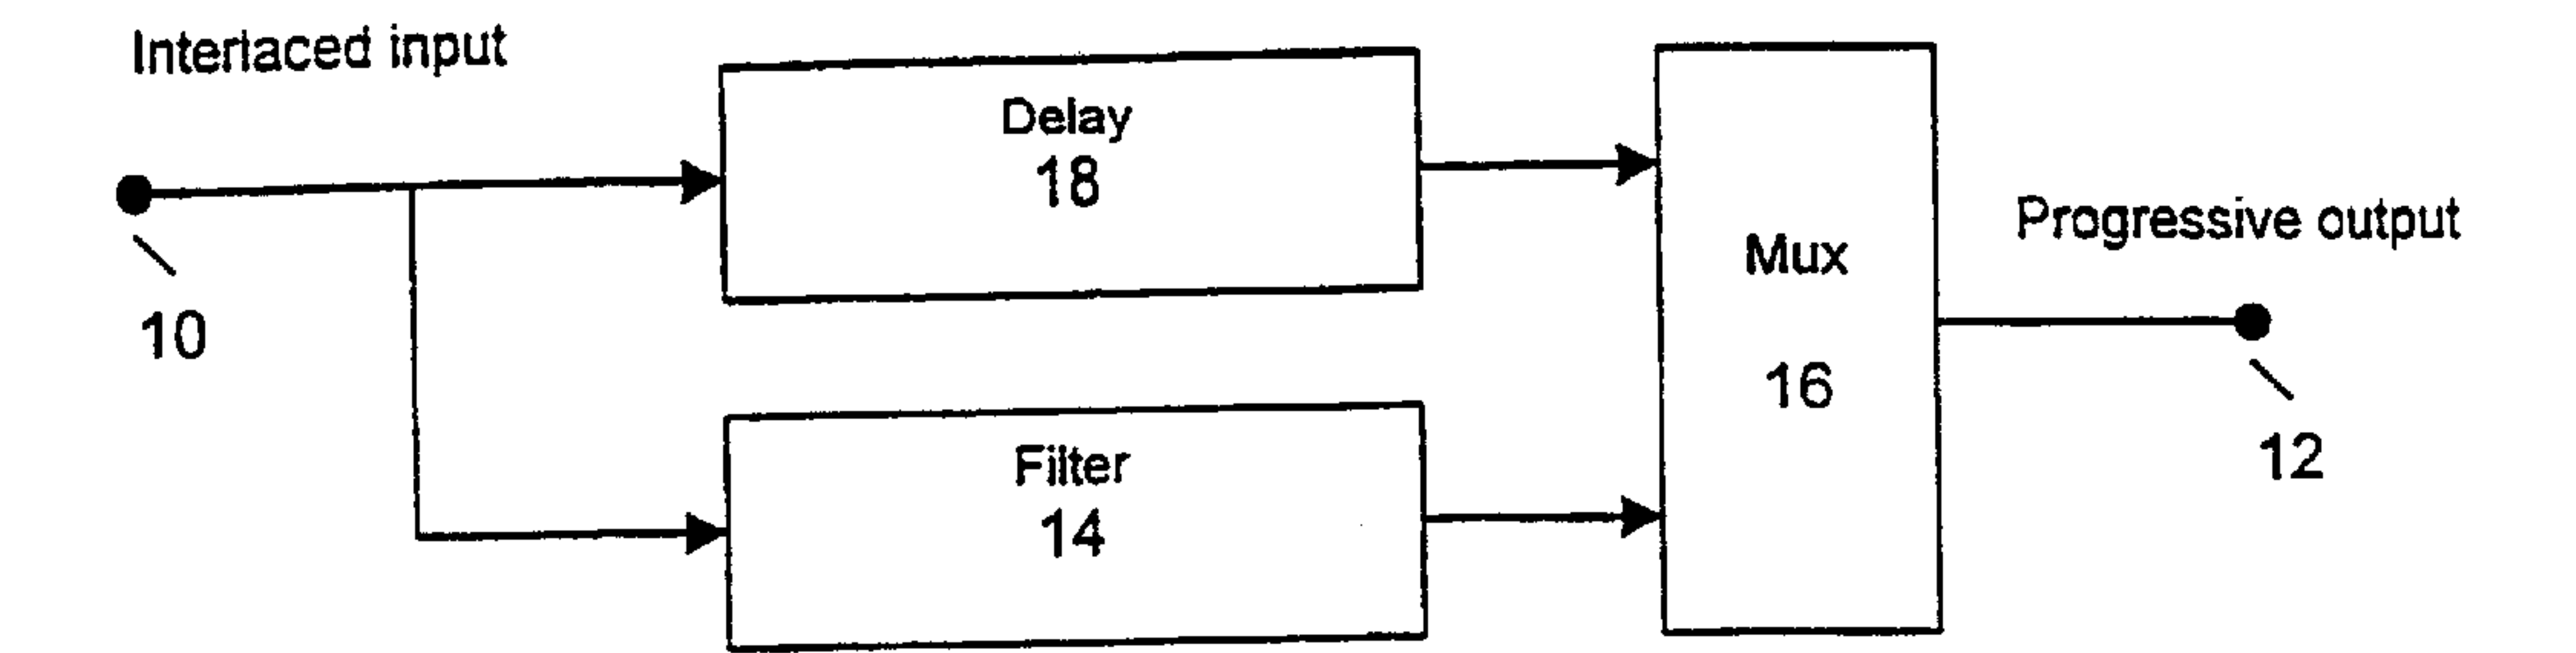 Interlaced input
10
Delay
18
Filter
14
Mux
16
Progressive output
12